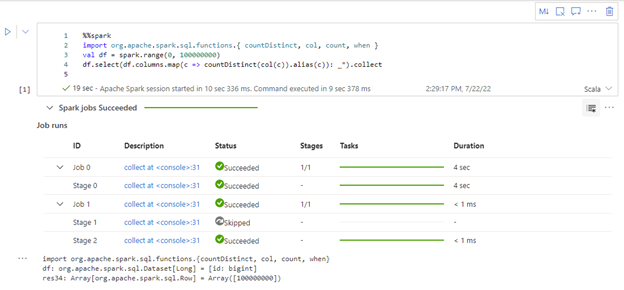 M↓
1 %%spark
2 import org.apache.spark.sql.functions.{ countDistinct, col, count, when }
3 val df = spark.range(0, 100000000)
4 df.select(df.columns.map(c => countDistinct(col(c)).alias(c)): _*).collect
5
[1] 19 sec - Apache Spark session started in 10 sec 336 ms. Command executed in 9 sec 378 ms 2:29:17 PM, 7/22/22 Scala
Spark jobs Succeeded
Job runs
ID Description Status Stages Tasks Duration
Job 0 collect at <console>:31 Succeeded 1/1 4 sec
Stage 0 collect at <console>:31 Succeeded - 4 sec
Job 1 collect at <console>:31 Succeeded 1/1 < 1 ms
Stage 1 collect at <console>:31 Skipped - -
Stage 2 collect at <console>:31 Succeeded - < 1 ms
import org.apache.spark.sql.functions.{countDistinct, col, count, when}
df: org.apache.spark.sql.Dataset[Long] = [id: bigint]
res34: Array[org.apache.spark.sql.Row] = Array([100000000])